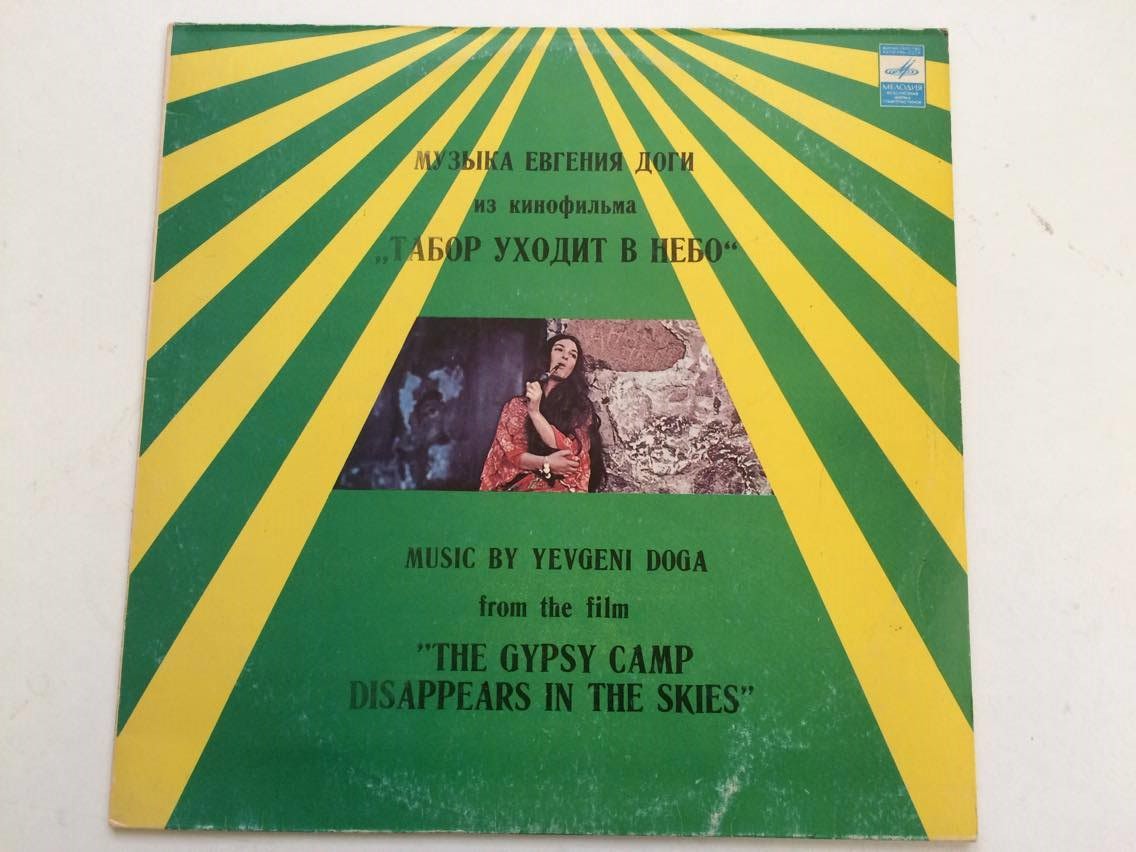 МЕЛОДИЯ
МУЗЫКА ЕВГЕНИЯ ДОГИ
из кинофильма
„ТАБОР УХОДИТ В НЕБО“
MUSIC BY YEVGENI DOGA
from the film
"THE GYPSY CAMP
DISAPPEARS IN THE SKIES"